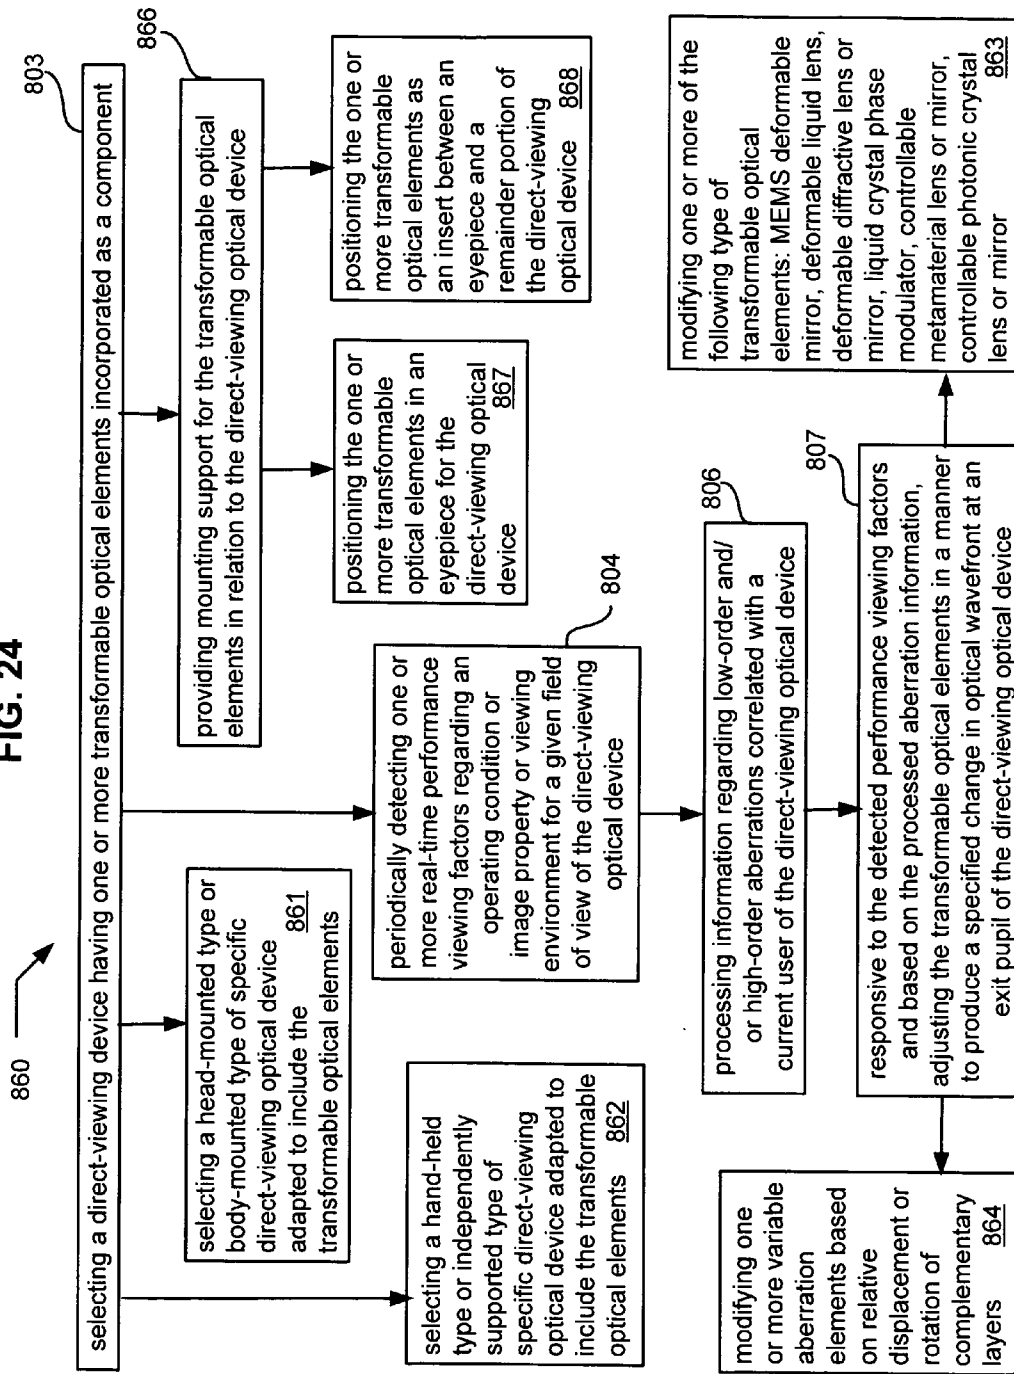 FIG. 24
860
selecting a direct-viewing device having one or more transformable optical elements incorporated as a component
803
selecting a hand-held
type or independently
supported type of
specific direct-viewing
optical device adapted to
include the transformable
optical elements 862
selecting a head-mounted type or
body-mounted type of specific
direct-viewing optical device
adapted to include the 861
transformable optical elements
providing mounting support for the transformable optical
elements in relation to the direct-viewing optical device
866
positioning the one or
more transformable
optical elements in an
eyepiece for the
direct-viewing optical
device 867
positioning the one or
more transformable
optical elements as
an insert between an
eyepiece and a
remainder portion of
the direct-viewing
optical device 868
periodically detecting one or
more real-time performance
viewing factors regarding an
operating condition or
image property or viewing
environment for a given field
of view of the direct-viewing
optical device
804
processing information regarding low-order and/
or high-order aberrations correlated with a
current user of the direct-viewing optical device
806
responsive to the detected performance viewing factors
and based on the processed aberration information,
adjusting the transformable optical elements in a manner
to produce a specified change in optical wavefront at an
exit pupil of the direct-viewing optical device
807
modifying one
or more variable
aberration
elements based
on relative
displacement or
rotation of
complementary
layers 864
modifying one or more of the
following type of
transformable optical
elements: MEMS deformable
mirror, deformable liquid lens,
deformable diffractive lens or
mirror, liquid crystal phase
modulator, controllable
metamaterial lens or mirror,
controllable photonic crystal
lens or mirror 863